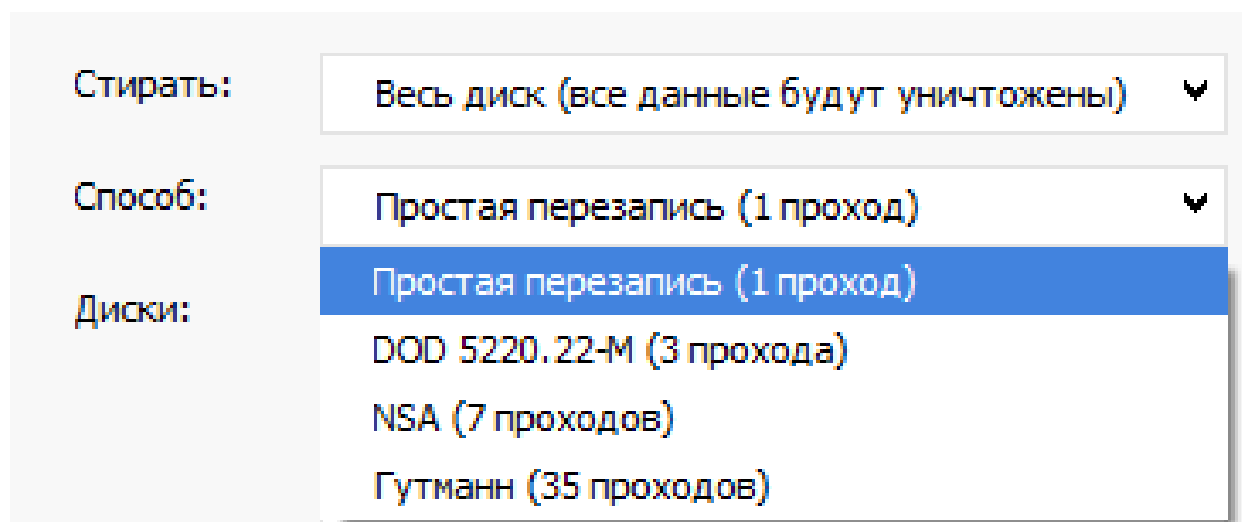 Стирать: Весь диск (все данные будут уничтожены)
Способ: Простая перезапись (1 проход)
Простая перезапись (1 проход)
Диски:
DOD 5220.22-M (3 прохода)
NSA (7 проходов)
Гутманн (35 проходов)